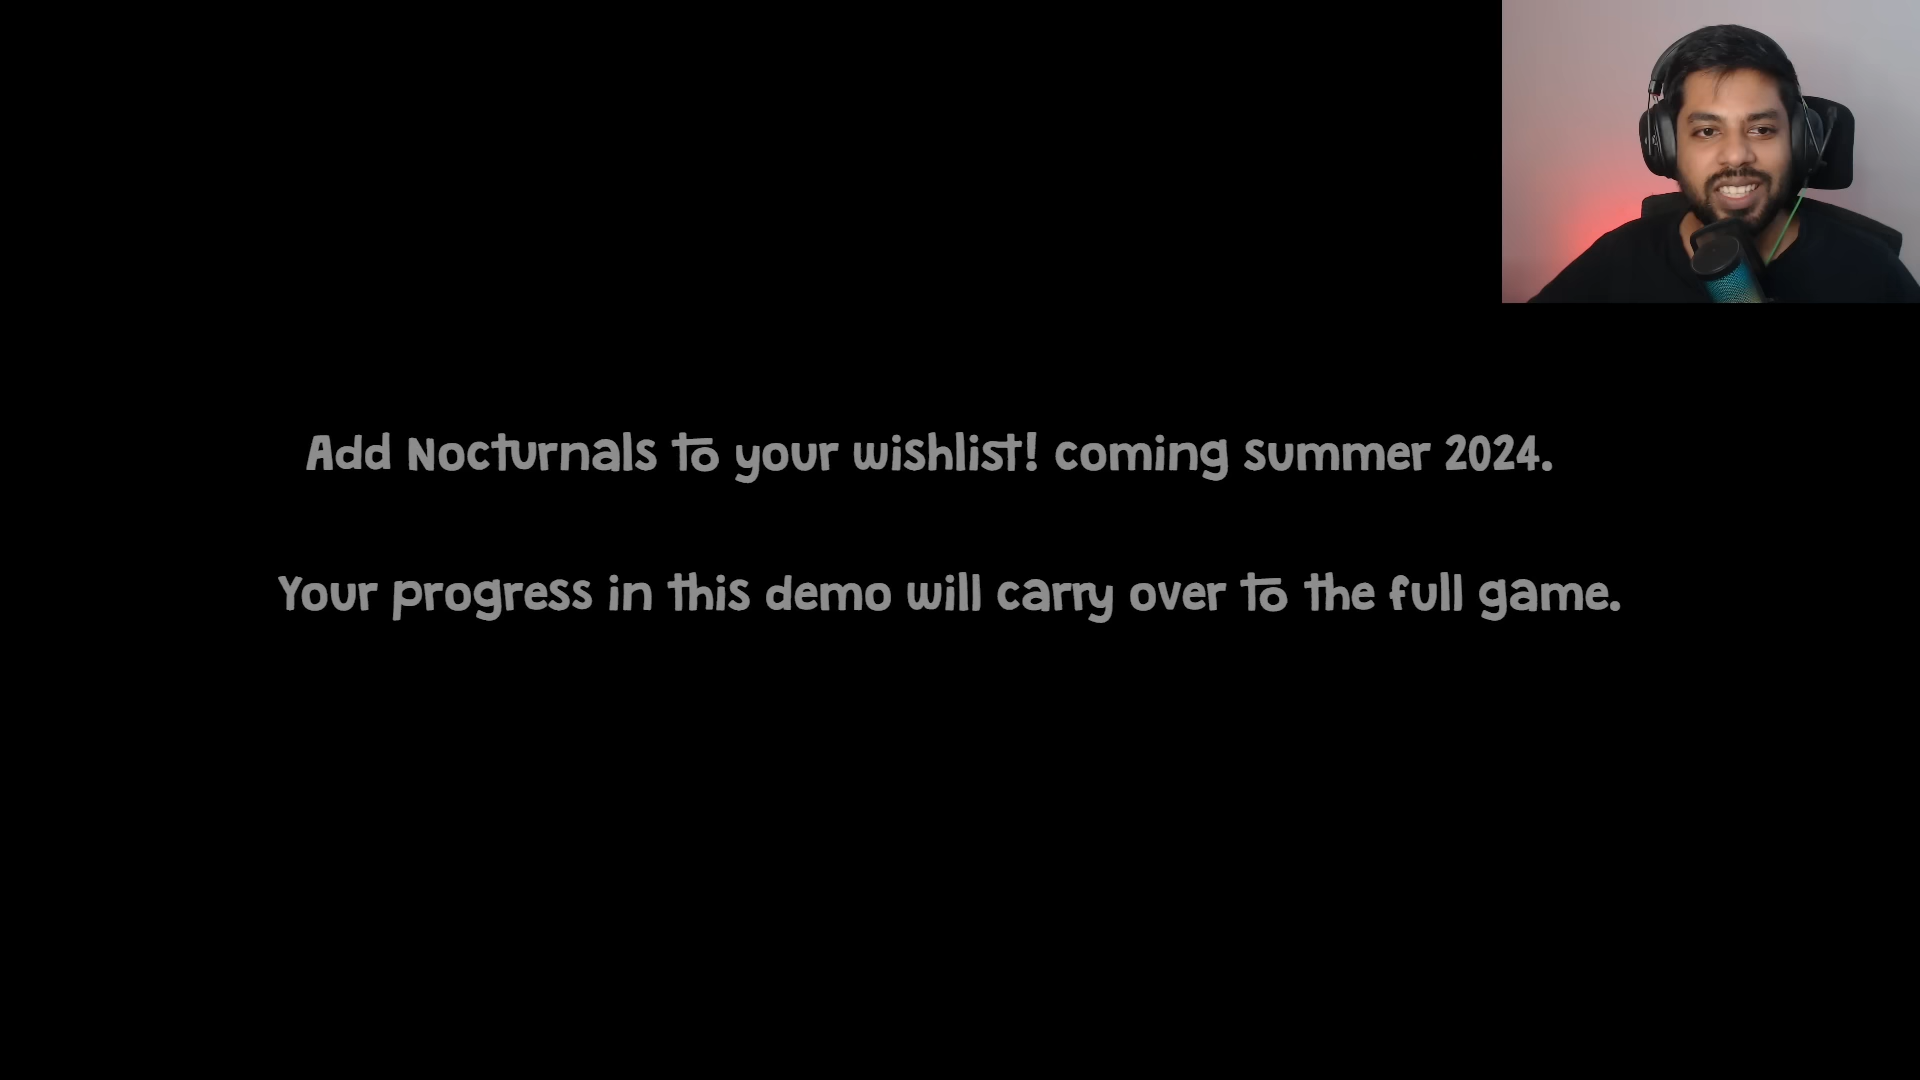 Add Nocturnals to your wishlist! coming summer 2024.
Your progress in this demo will carry over to the full game.